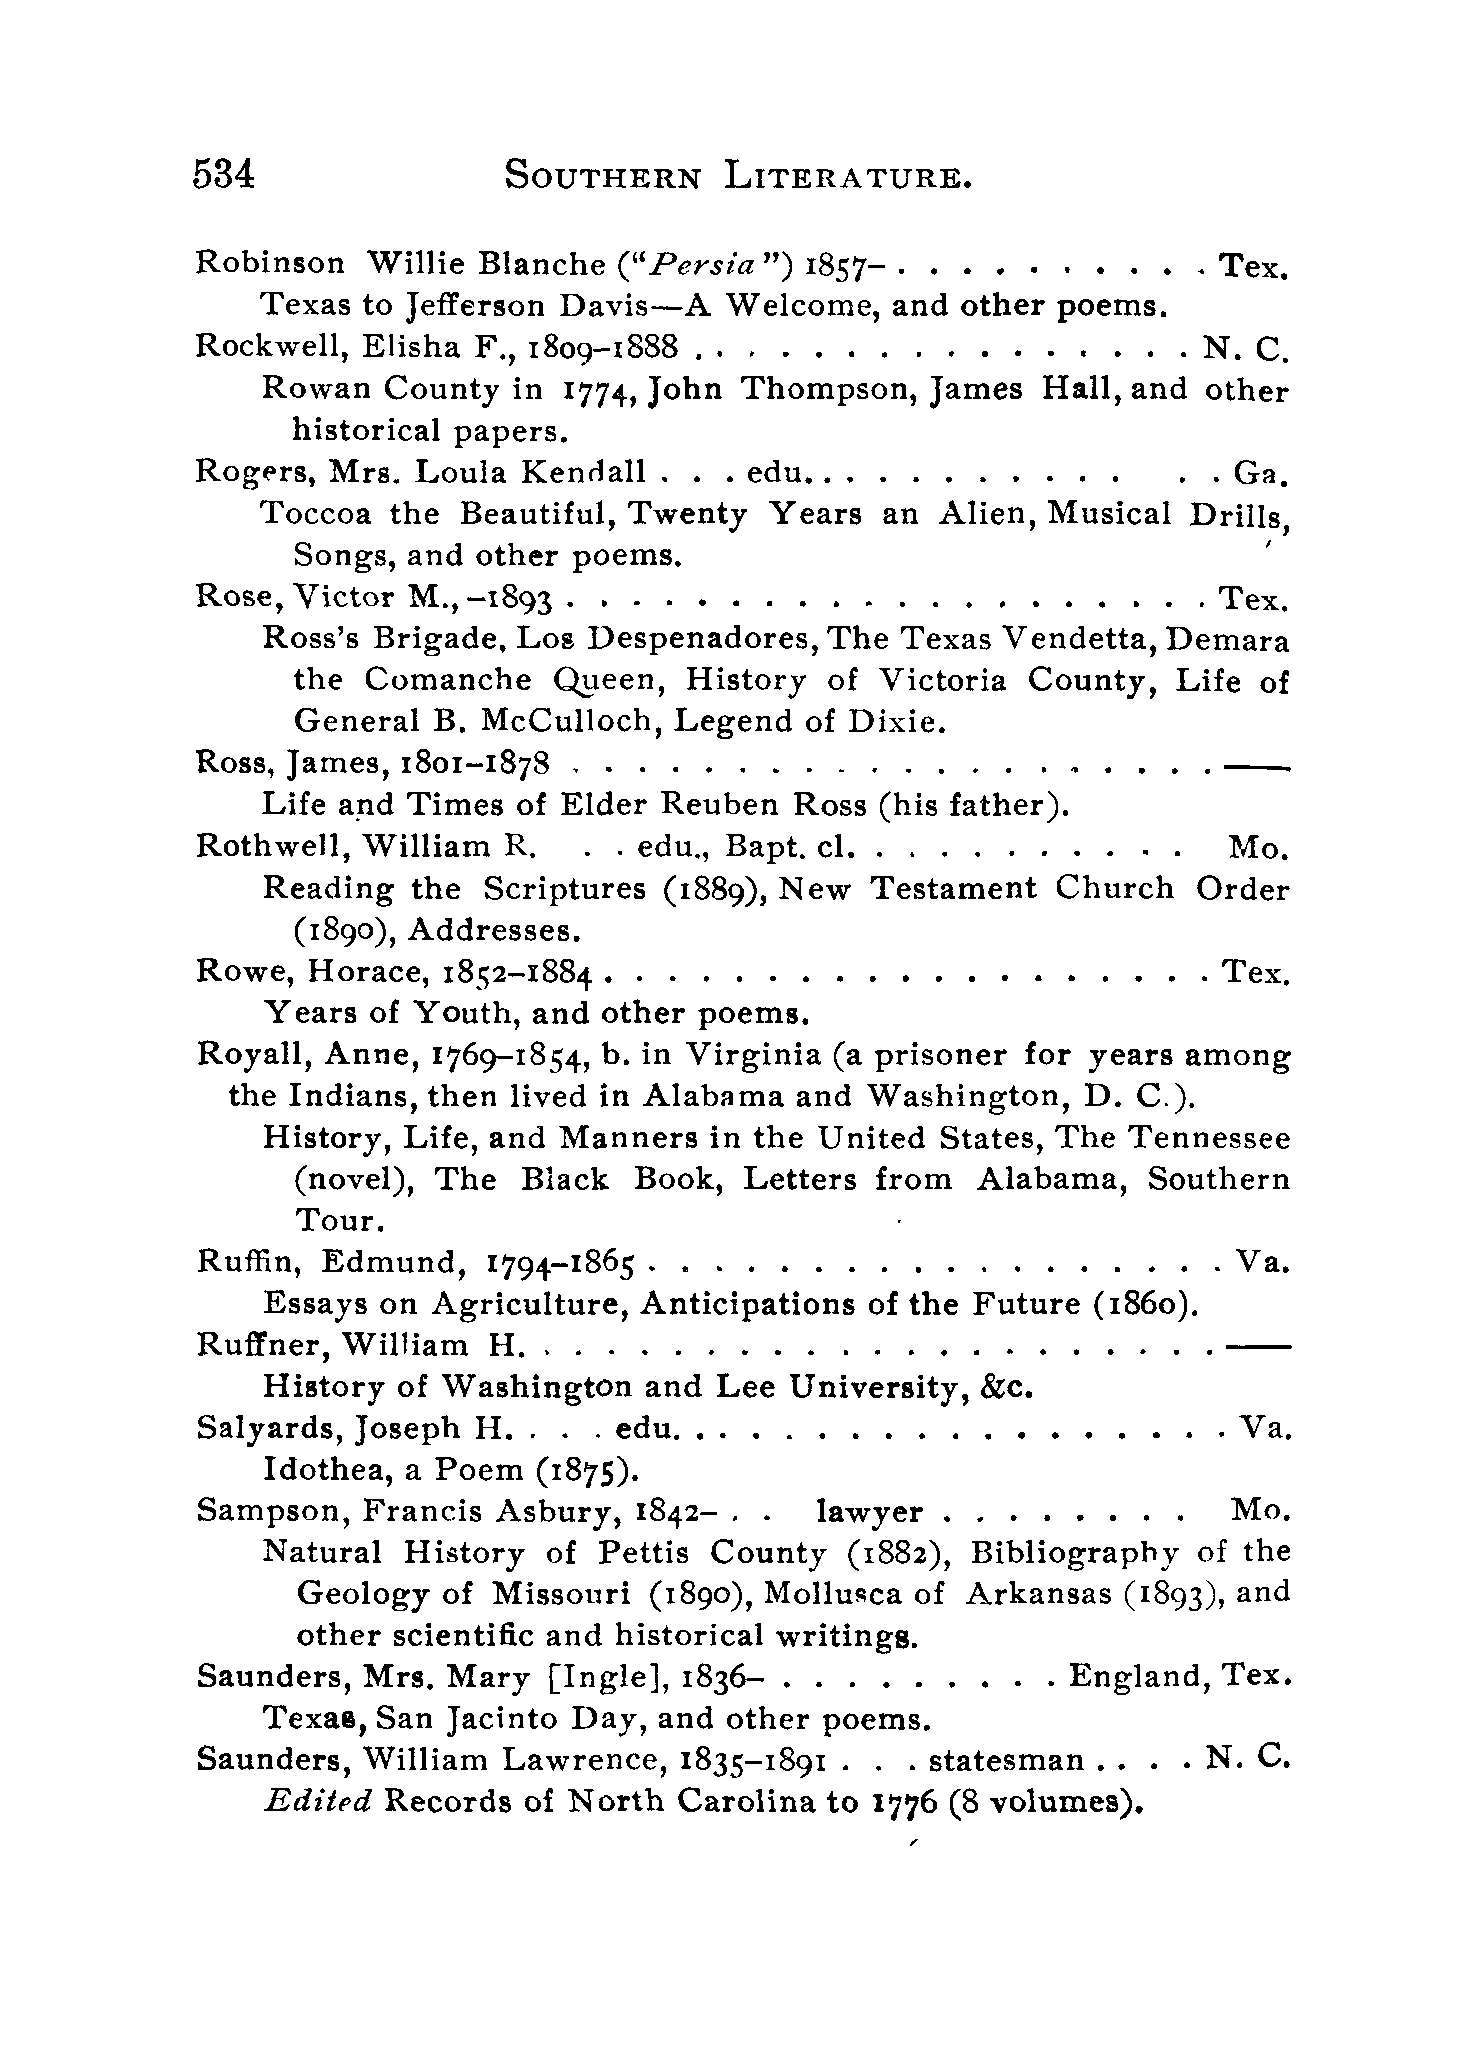 534 SOUTHERN LITERATURE.
Robinson Willie Blanche ("Persia") 1857– . . . . . . . . . . Tex.
Texas to Jefferson Davis—A Welcome, and other poems.
Rockwell, Elisha F., 1809–1888 . . . . . . . . . . . . . . . . N. C.
Rowan County in 1774, John Thompson, James Hall, and other
historical papers.
Rogers, Mrs. Loula Kendall . . . edu. . . . . . . . . . . . . . Ga.
Toccoa the Beautiful, Twenty Years an Alien, Musical Drills,
Songs, and other poems.
Rose, Victor M., –1893 . . . . . . . . . . . . . . . . . . . . Tex.
Ross's Brigade, Los Despenadores, The Texas Vendetta, Demara
the Comanche Queen, History of Victoria County, Life of
General B. McCulloch, Legend of Dixie.
Ross, James, 1801–1878 . . . . . . . . . . . . . . . . . . . . ——
Life and Times of Elder Reuben Ross (his father).
Rothwell, William R. . . edu., Bapt. cl. . . . . . . . . . . Mo.
Reading the Scriptures (1889), New Testament Church Order
(1890), Addresses.
Rowe, Horace, 1852–1884 . . . . . . . . . . . . . . . . . . . Tex.
Years of Youth, and other poems.
Royall, Anne, 1769–1854, b. in Virginia (a prisoner for years among
the Indians, then lived in Alabama and Washington, D. C.).
History, Life, and Manners in the United States, The Tennessee
(novel), The Black Book, Letters from Alabama, Southern
Tour.
Ruffin, Edmund, 1794–1865 . . . . . . . . . . . . . . . . . . Va.
Essays on Agriculture, Anticipations of the Future (1860).
Ruffner, William H. . . . . . . . . . . . . . . . . . . . . . ——
History of Washington and Lee University, &c.
Salyards, Joseph H. . . . edu. . . . . . . . . . . . . . . . . . Va.
Idothea, a Poem (1875).
Sampson, Francis Asbury, 1842– . . lawyer . . . . . . . . Mo.
Natural History of Pettis County (1882), Bibliography of the
Geology of Missouri (1890), Mollusca of Arkansas (1893), and
other scientific and historical writings.
Saunders, Mrs. Mary [Ingle], 1836– . . . . . . . . . England, Tex.
Texas, San Jacinto Day, and other poems.
Saunders, William Lawrence, 1835–1891 . . . statesman . . . . N. C.
Edited Records of North Carolina to 1776 (8 volumes).